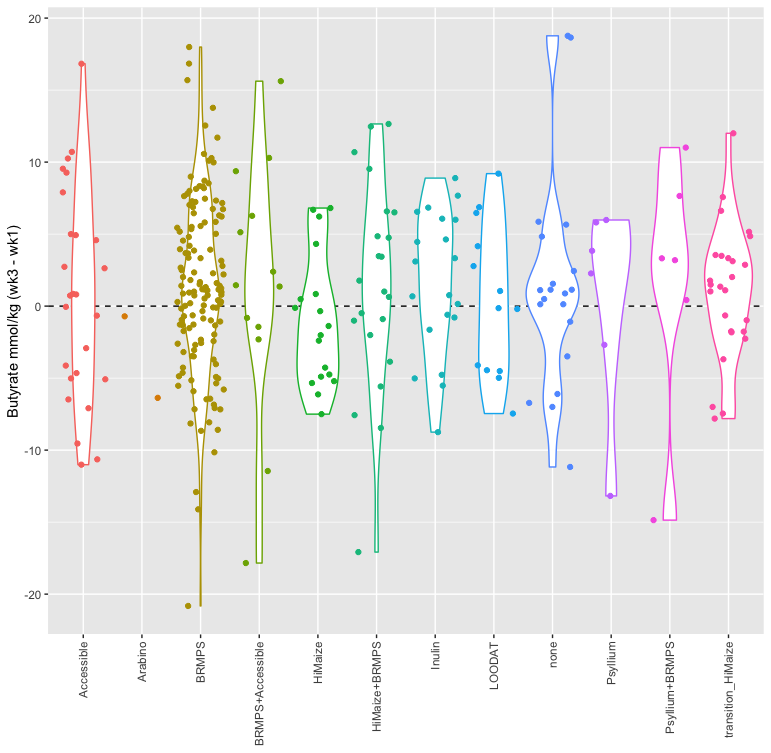 Butyrate mmol/kg (wk3 - wk1)
20
10
0
-10
-20
Accessible
Arabino
BRMPS
BRMPS+Accessible
HiMaize
HiMaize+BRMPS
Inulin
LOODAT
none
Psyllium
Psyllium+BRMPS
transition_HiMaize